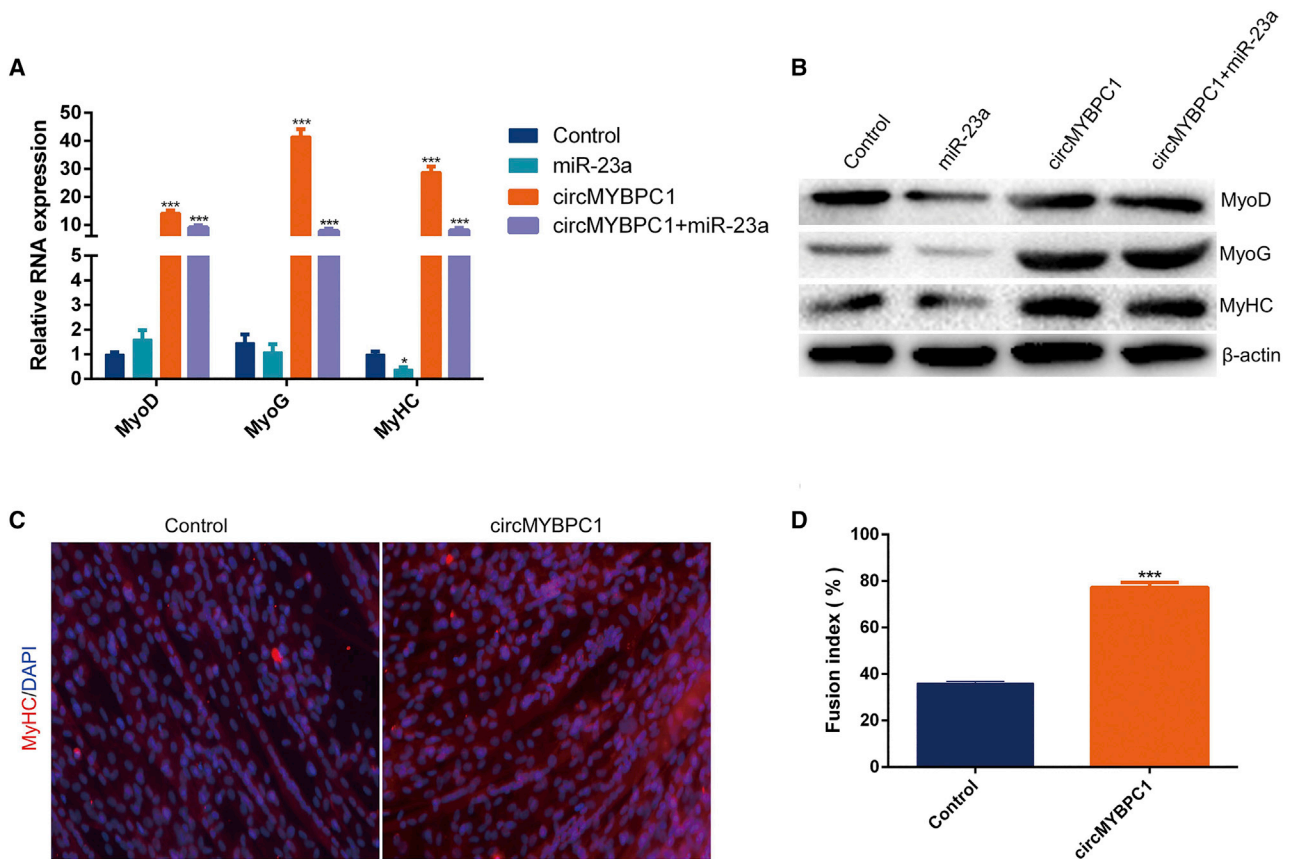 A
Relative RNA expression
50
40
30
20
10
5
4
3
2
1
0
***
***
***
***
*
***
***
MyoD
MyoG
MyHC
Control
miR-23a
circMYBPC1
circMYBPC1+miR-23a
B
Control
miR-23a
circMYBPC1
circMYBPC1+miR-23a
MyoD
MyoG
MyHC
β-actin
C
Control
circMYBPC1
MyHC/DAPI
D
Fusion index ( % )
100
80
60
40
20
0
***
Control
circMYBPC1